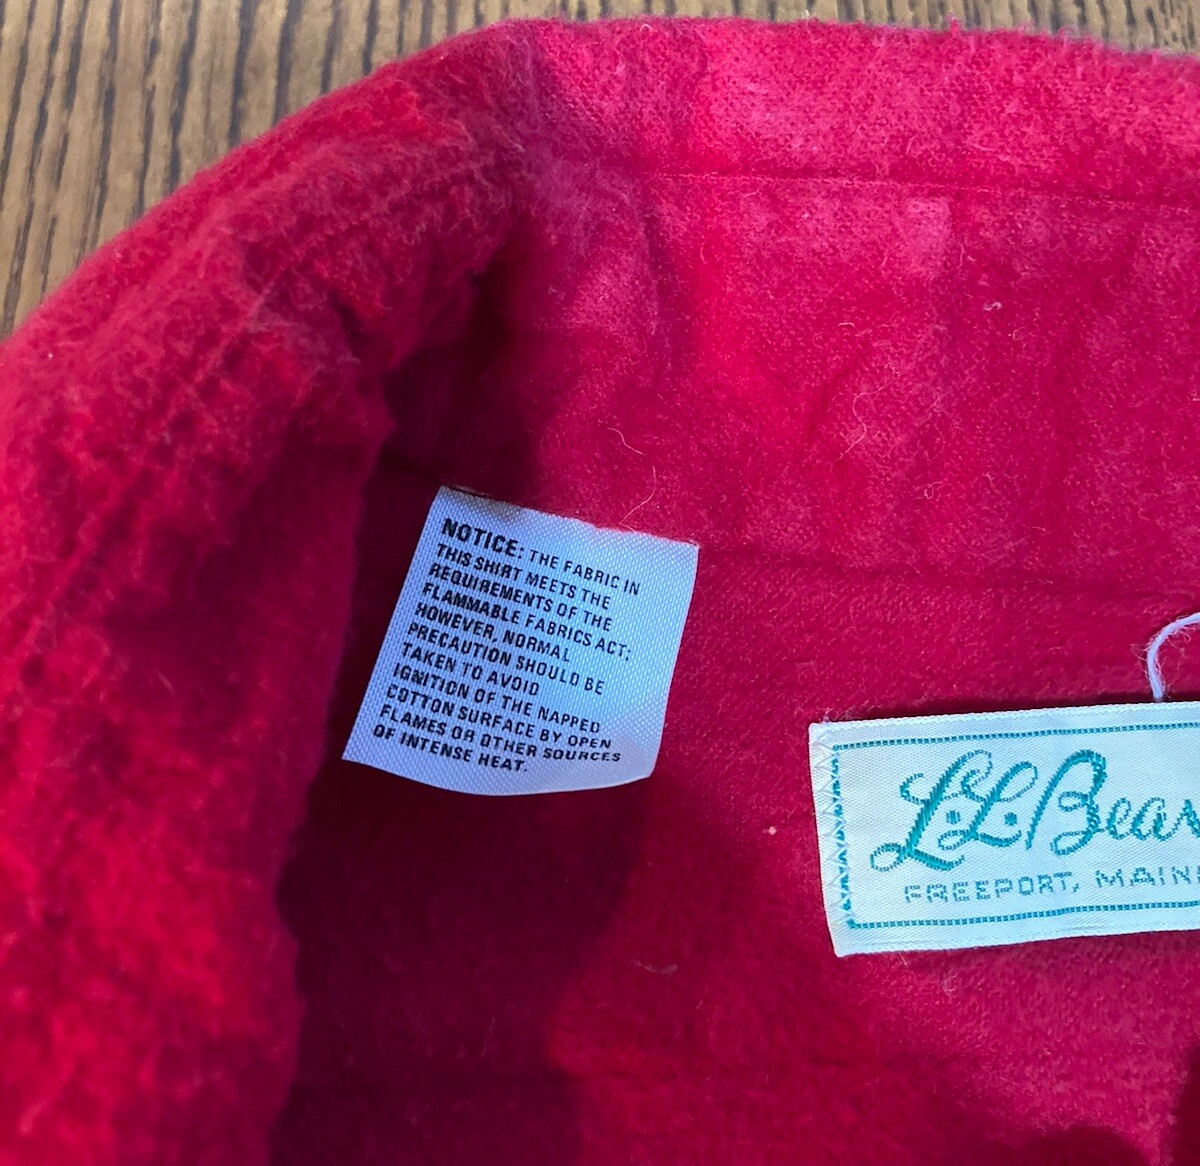 NOTICE: THE FABRIC IN
THIS SHIRT MEETS THE
REQUIREMENTS OF THE
FLAMMABLE FABRICS ACT;
HOWEVER, NORMAL
PRECAUTION SHOULD BE
TAKEN TO AVOID
IGNITION OF THE NAPPED
COTTON SURFACE BY OPEN
FLAMES OR OTHER SOURCES
OF INTENSE HEAT.
L.L.Bean
FREEPORT, MAINE